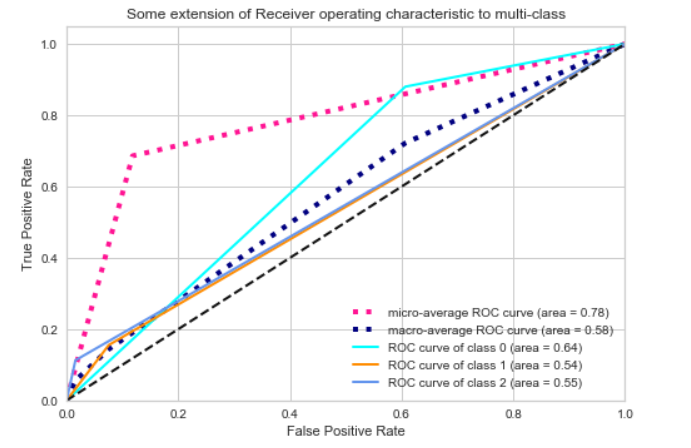 Some extension of Receiver operating characteristic to multi-class
1.0
0.8
0.6
0.4
0.2
0.0
True Positive Rate
micro-average ROC curve (area = 0.78)
macro-average ROC curve (area = 0.58)
ROC curve of class 0 (area = 0.64)
ROC curve of class 1 (area = 0.54)
ROC curve of class 2 (area = 0.55)
0.0 0.2 0.4 0.6 0.8 1.0
False Positive Rate